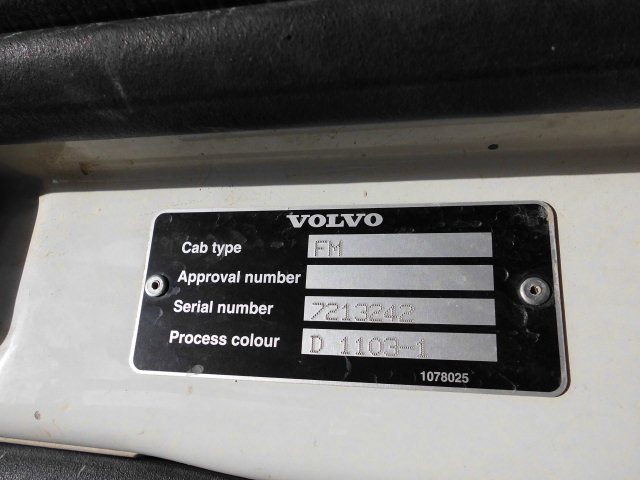 VOLVO
Cab type FM
Approval number
Serial number 7213242
Process colour D 1103-1
1078025